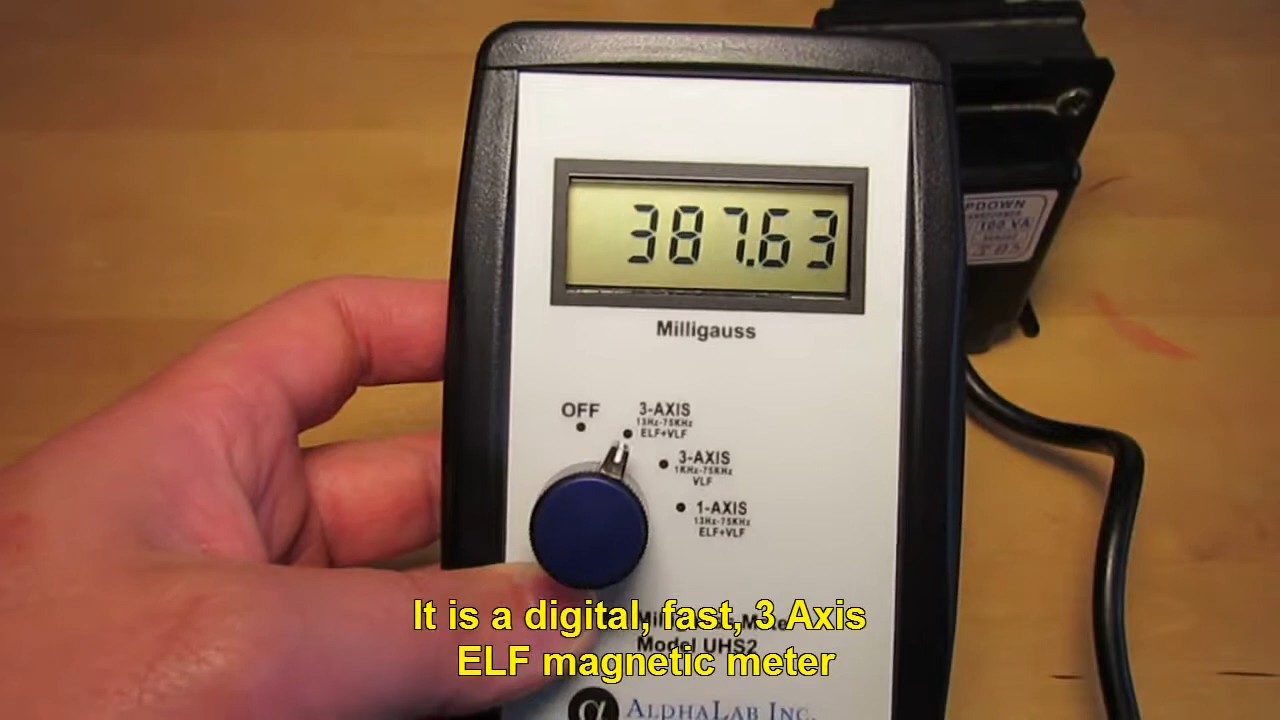 387.63
Milligauss
OFF
3-AXIS
13Hz-75KHz
ELF+VLF
3-AXIS
1KHz-75KHz
VLF
1-AXIS
13Hz-75KHz
ELF+VLF
Model UHS2
α ALPHALAB INC.
PDOWN
100 VA
It is a digital, fast, 3 Axis
ELF magnetic meter